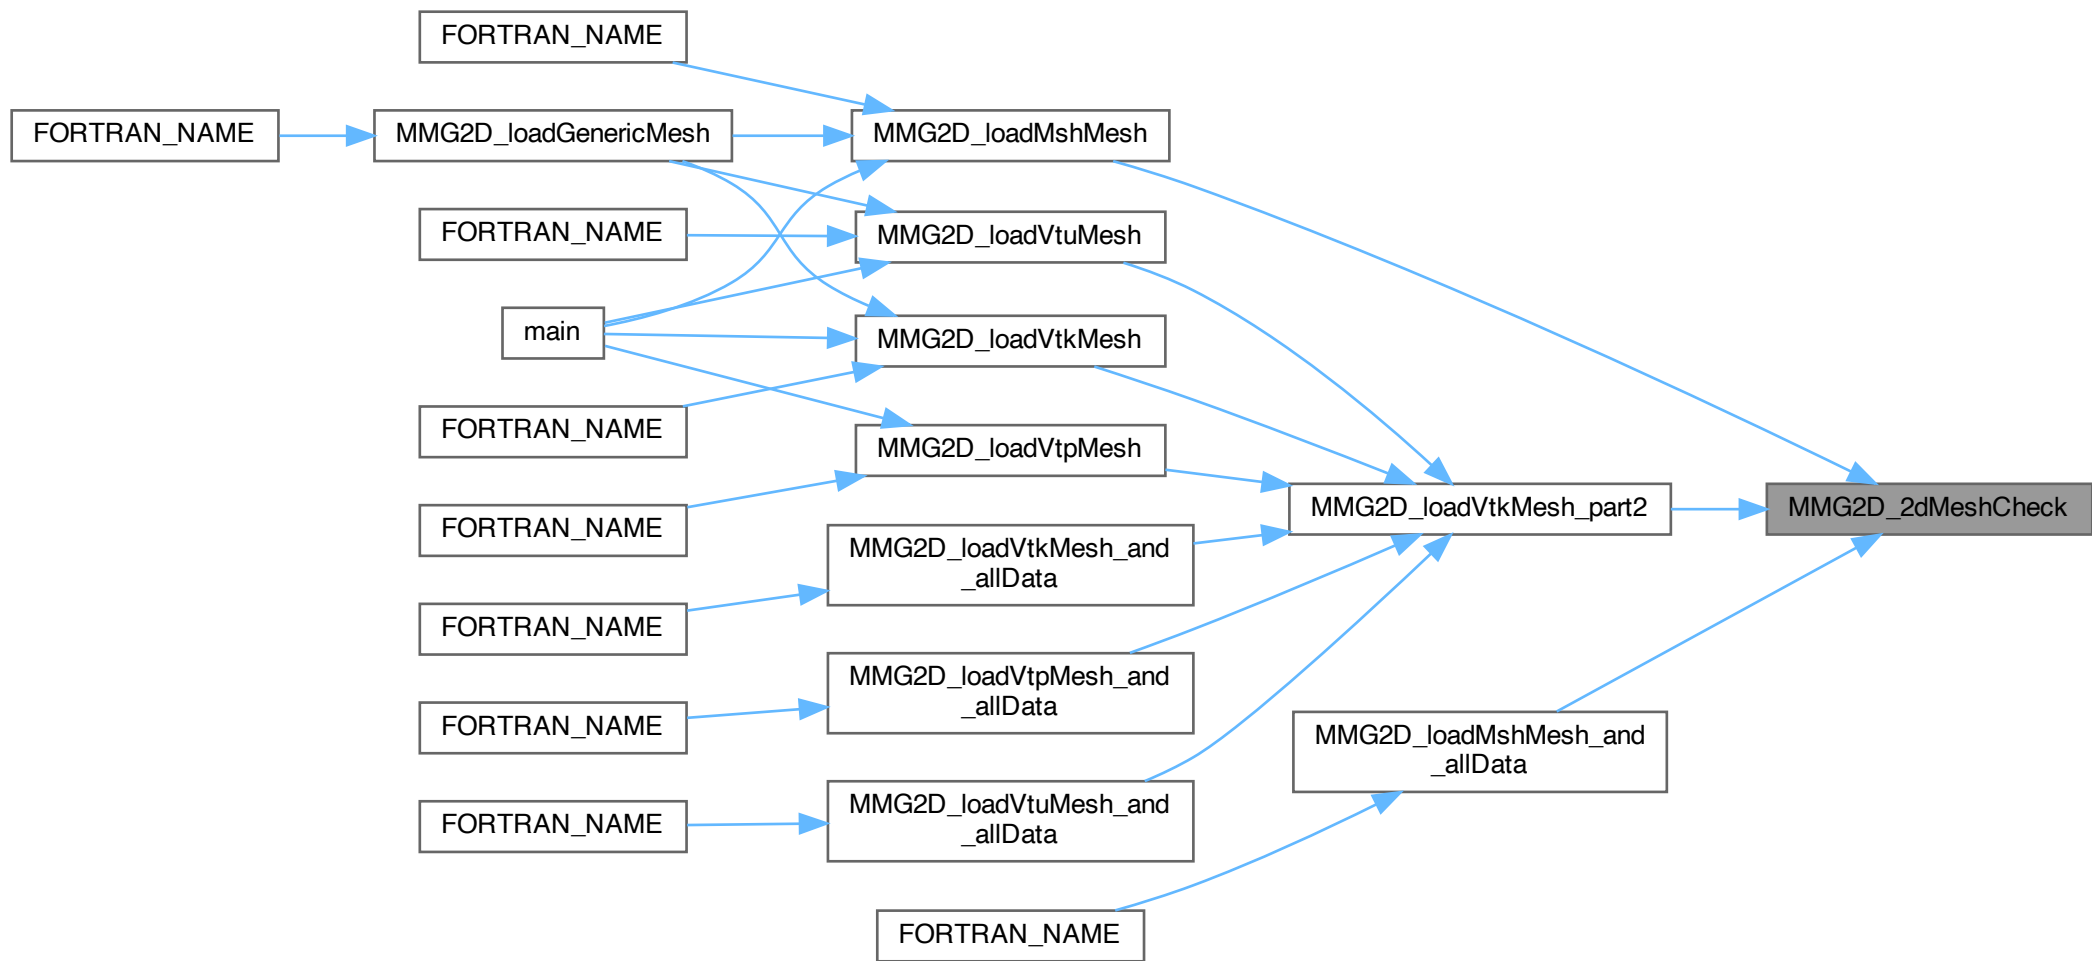 FORTRAN_NAME
FORTRAN_NAME
MMG2D_loadGenericMesh
MMG2D_loadMshMesh
FORTRAN_NAME
MMG2D_loadVtuMesh
main
MMG2D_loadVtkMesh
FORTRAN_NAME
MMG2D_loadVtpMesh
MMG2D_loadVtkMesh_part2
MMG2D_2dMeshCheck
FORTRAN_NAME
MMG2D_loadVtkMesh_and
_allData
FORTRAN_NAME
MMG2D_loadVtpMesh_and
_allData
FORTRAN_NAME
MMG2D_loadMshMesh_and
_allData
MMG2D_loadVtuMesh_and
_allData
FORTRAN_NAME
FORTRAN_NAME